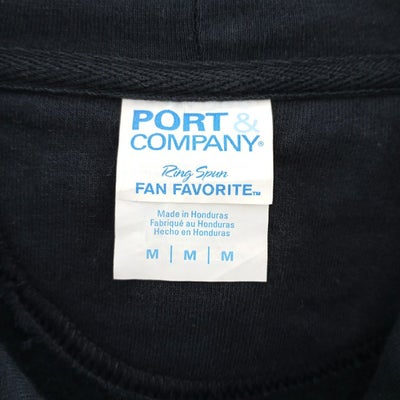 PORT &
COMPANY®
Ring Spun
FAN FAVORITE™
Made in Honduras
Fabriqué au Honduras
Hecho en Honduras
M | M | M